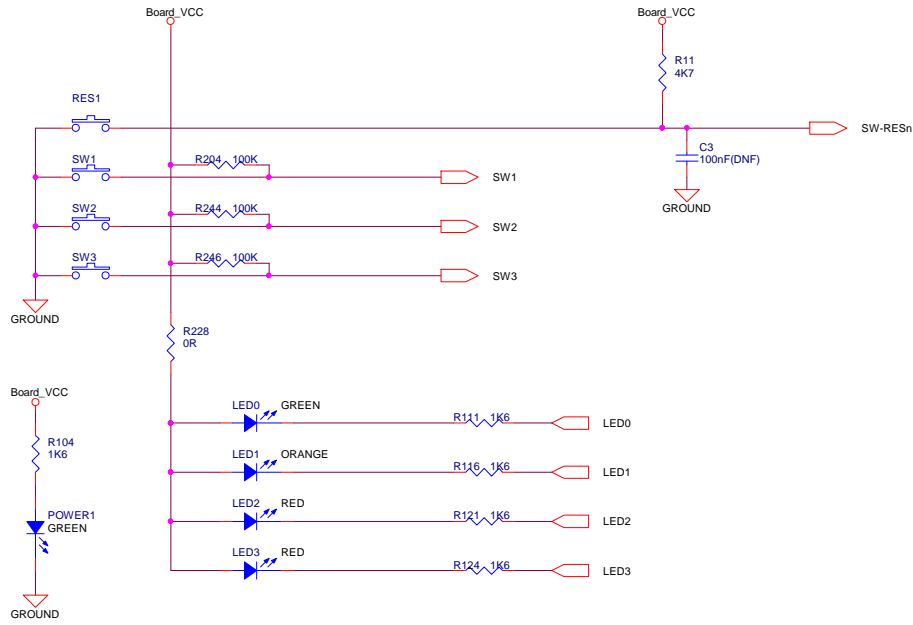 Board_VCC
Board_VCC
R11
4K7
RES1
SW-RESn
C3
100nF(DNF)
GROUND
SW1
R204 100K
SW1
SW2
R244 100K
SW2
SW3
R246 100K
SW3
GROUND
R228
0R
Board_VCC
R104
1K6
POWER1
GREEN
GROUND
LED0 GREEN
R111 1K6
LED0
LED1 ORANGE
R116 1K6
LED1
LED2 RED
R121 1K6
LED2
LED3 RED
R124 1K6
LED3